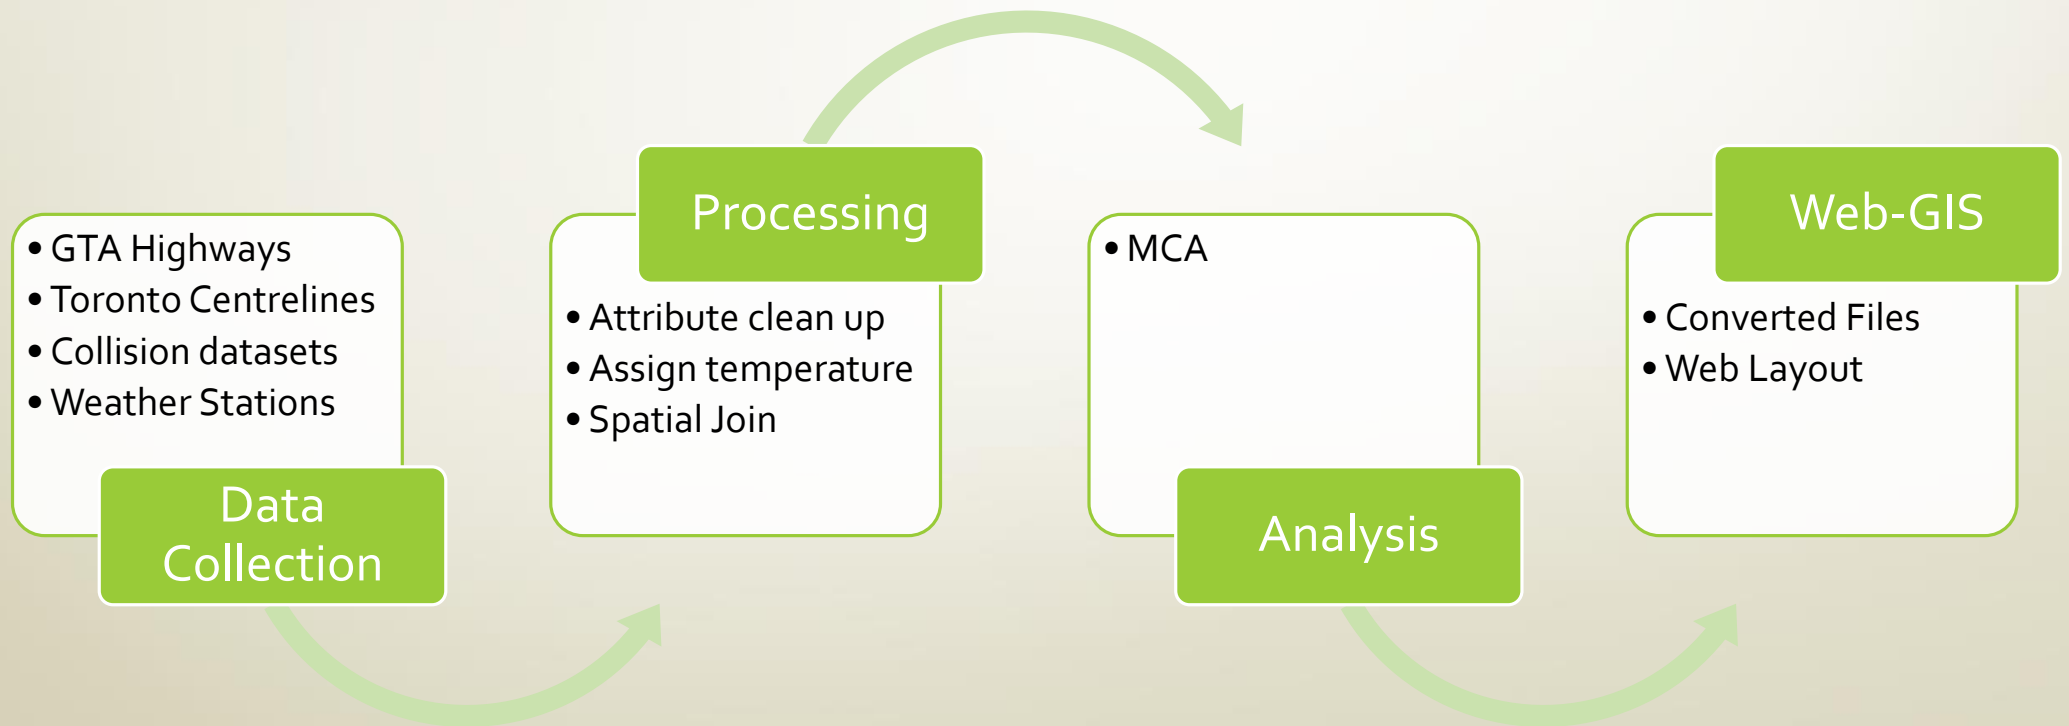 • GTA Highways
• Toronto Centrelines
• Collision datasets
• Weather Stations
Data
Collection
Processing
• Attribute clean up
• Assign temperature
• Spatial Join
• MCA
Analysis
Web-GIS
• Converted Files
• Web Layout